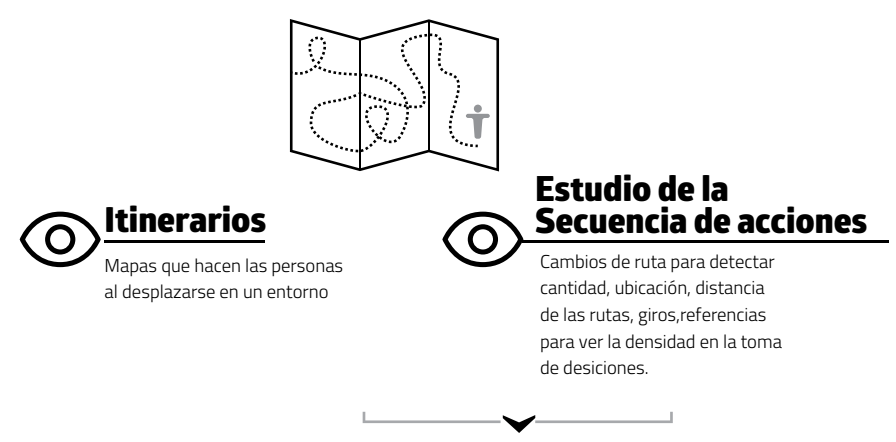 Itinerarios
Mapas que hacen las personas
al desplazarse en un entorno
Estudio de la
Secuencia de acciones
Cambios de ruta para detectar
cantidad, ubicación, distancia
de las rutas, giros,referencias
para ver la densidad en la toma
de desiciones.